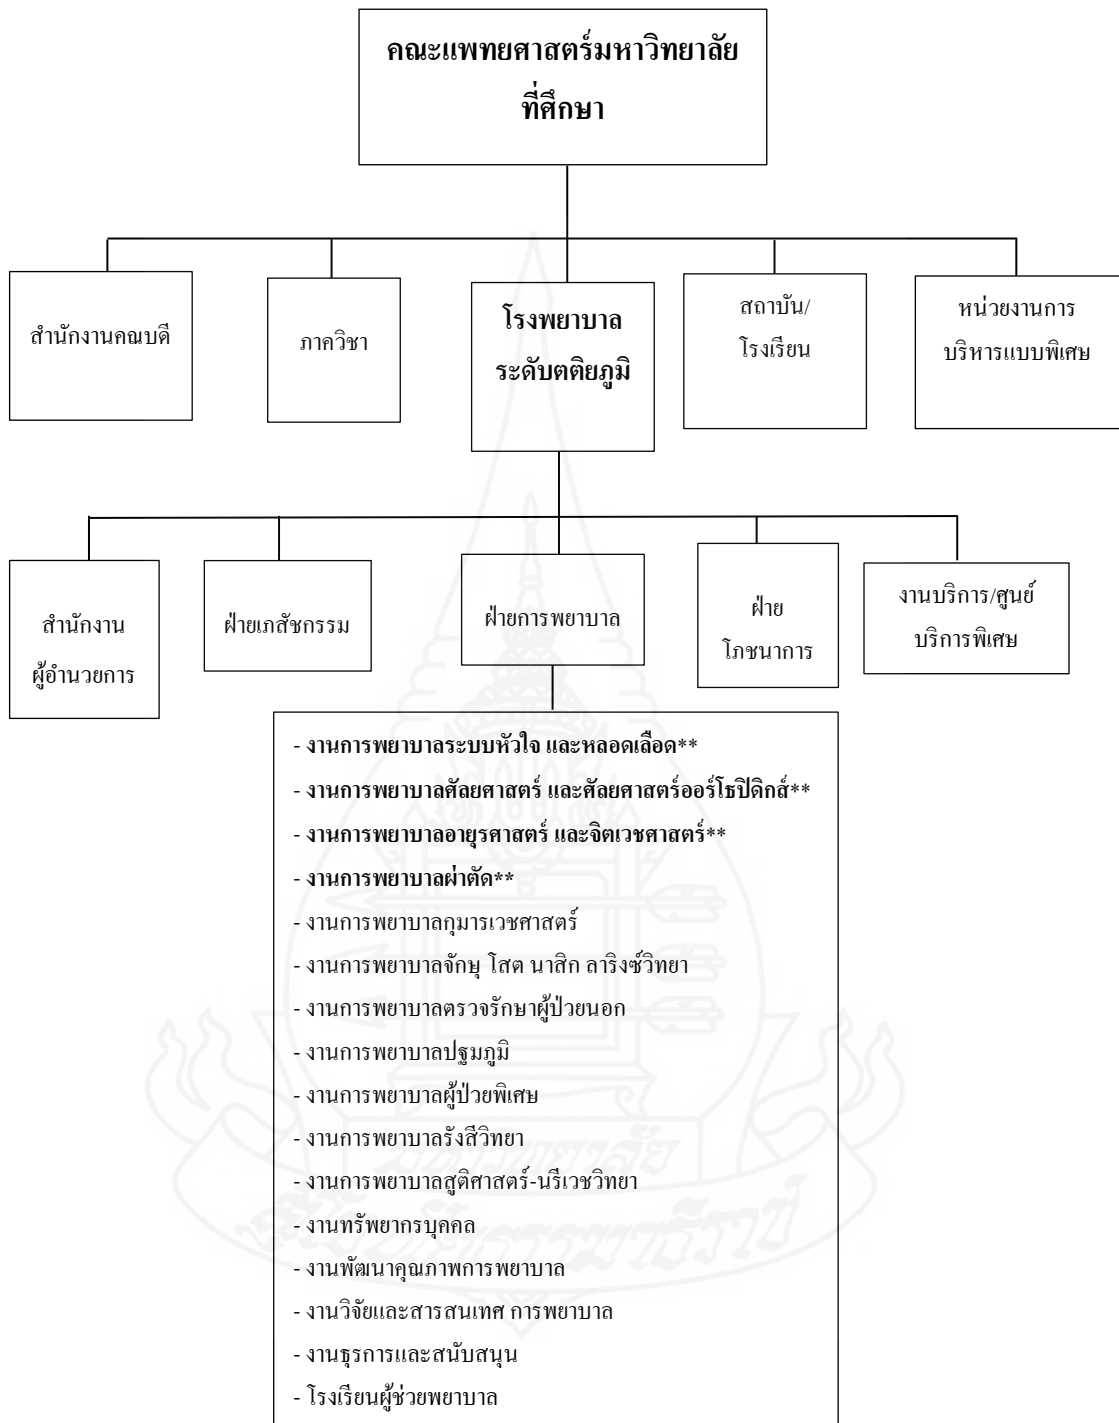 คณะแพทยศาสตร์มหาวิทยาลัย
ที่ศึกษา
สำนักงานคณบดี
ภาควิชา
โรงพยาบาล
ระดับตติยภูมิ
สถาบัน/
โรงเรียน
หน่วยงานการ
บริหารแบบพิเศษ
สำนักงาน
ผู้อำนวยการ
ฝ่ายเภสัชกรรม
ฝ่ายการพยาบาล
ฝ่าย
โภชนาการ
งานบริการ/ศูนย์
บริการพิเศษ
- งานการพยาบาลระบบหัวใจ และหลอดเลือด**
- งานการพยาบาลศัลยศาสตร์ และศัลยศาสตร์ออร์โธปิดิกส์**
- งานการพยาบาลอายุรศาสตร์ และจิตเวชศาสตร์**
- งานการพยาบาลผ่าตัด**
- งานการพยาบาลกุมารเวชศาสตร์
- งานการพยาบาลจักษุ โสต นาสิก ลาริงซ์วิทยา
- งานการพยาบาลตรวจรักษาผู้ป่วยนอก
- งานการพยาบาลปฐมภูมิ
- งานการพยาบาลผู้ป่วยพิเศษ
- งานการพยาบาลรังสีวิทยา
- งานการพยาบาลสูติศาสตร์-นรีเวชวิทยา
- งานทรัพยากรบุคคล
- งานพัฒนาคุณภาพการพยาบาล
- งานวิจัยและสารสนเทศ การพยาบาล
- งานธุรการและสนับสนุน
- โรงเรียนผู้ช่วยพยาบาล
มหาวิทยาลัย
สุโขทัยธรรมาธิราช